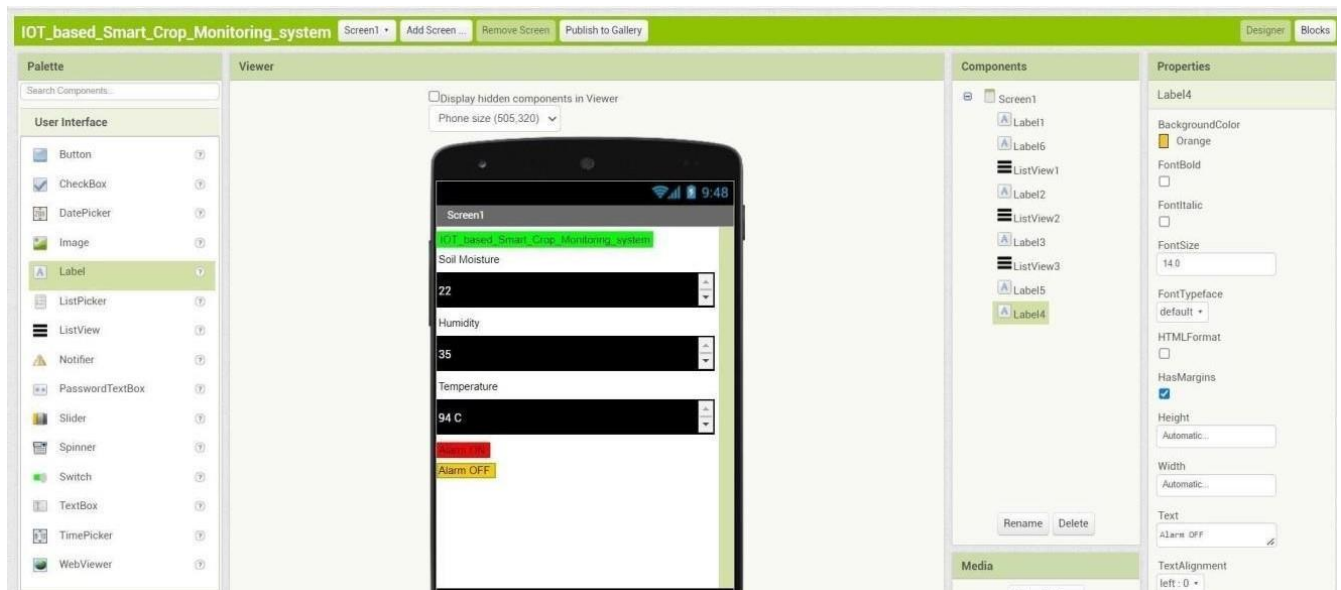 IOT_based_Smart_Crop_Monitoring_system Screen1 Add Screen ... Remove Screen Publish to Gallery Designer Blocks
Palette
Search Components...
User Interface
Button
CheckBox
DatePicker
Image
Label
ListPicker
ListView
Notifier
PasswordTextBox
Slider
Spinner
Switch
TextBox
TimePicker
WebViewer
Viewer
Display hidden components in Viewer
Phone size (505,320)
9:48
Screen1
IOT_based_Smart_Crop_Monitoring_system
Soil Moisture
22
Humidity
35
Temperature
94 C
Alarm ON
Alarm OFF
Components
Screen1
Label1
Label6
ListView1
Label2
ListView2
Label3
ListView3
Label5
Label4
Rename Delete
Media
Properties
Label4
BackgroundColor
Orange
FontBold
FontItalic
FontSize
14.0
FontTypeface
default
HTMLFormat
HasMargins
Height
Automatic...
Width
Automatic...
Text
Alarm OFF
TextAlignment
left : 0